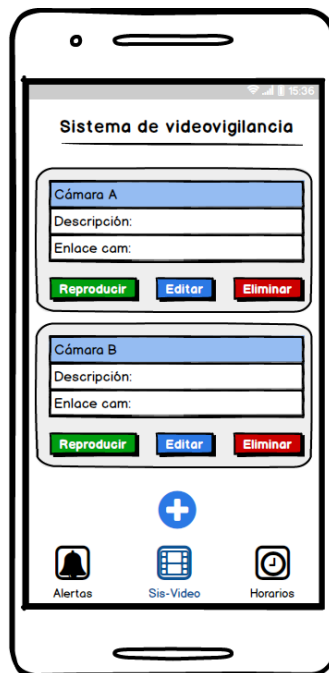 15:36
Sistema de videovigilancia
Cámara A
Descripción:
Enlace cam:
Reproducir Editar Eliminar
Cámara B
Descripción:
Enlace cam:
Reproducir Editar Eliminar
Alertas Sis-Video Horarios